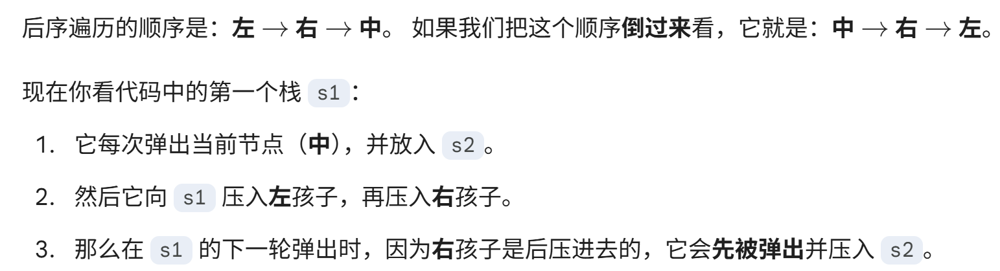 后序遍历的顺序是：左 → 右 → 中。 如果我们把这个顺序倒过来看，它就是：中 → 右 → 左。
现在你看代码中的第一个栈 s1：
1. 它每次弹出当前节点（中），并放入 s2。
2. 然后它向 s1 压入左孩子，再压入右孩子。
3. 那么在 s1 的下一轮弹出时，因为右孩子是后压进去的，它会先被弹出并压入 s2。